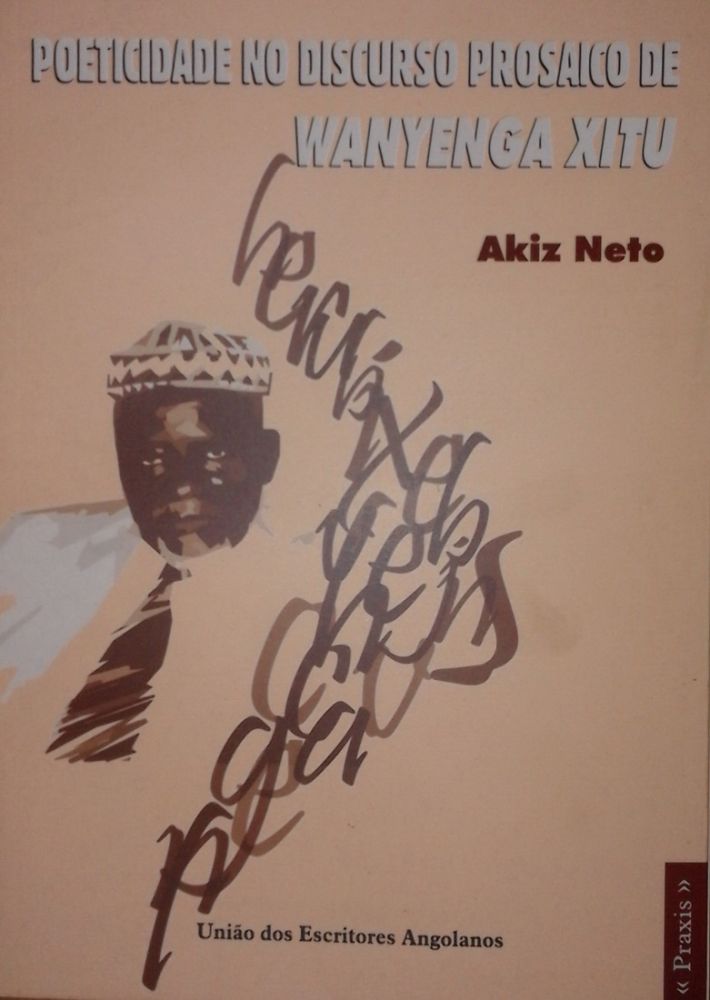 POETICIDADE NO DISCURSO PROSAICO DE
WANYENGA XITU
Akiz Neto
União dos Escritores Angolanos
« Praxis »